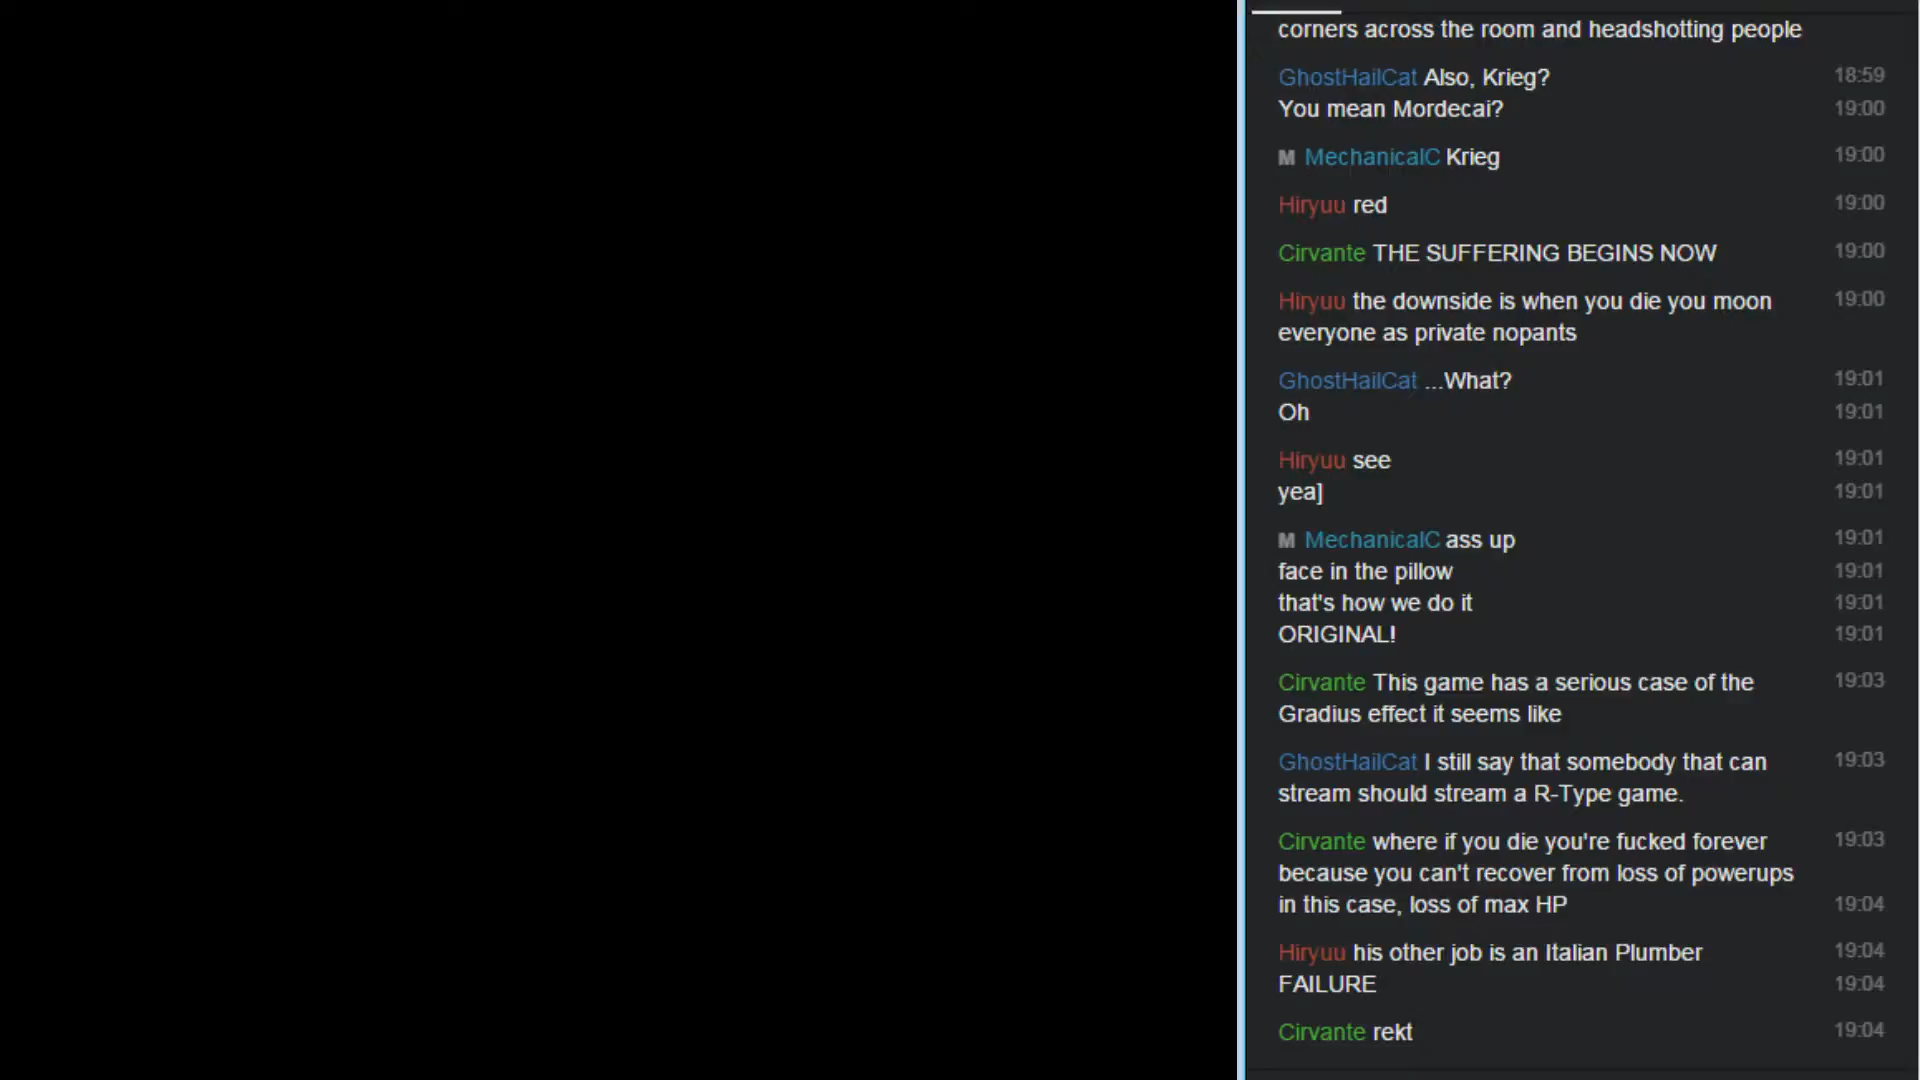 corners across the room and headshotting people
GhostHailCat Also, Krieg? 18:59
You mean Mordecai? 19:00
M MechanicalC Krieg 19:00
Hiryuu red 19:00
Cirvante THE SUFFERING BEGINS NOW 19:00
Hiryuu the downside is when you die you moon 19:00
everyone as private nopants
GhostHailCat ...What? 19:01
Oh 19:01
Hiryuu see 19:01
yea] 19:01
M MechanicalC ass up 19:01
face in the pillow 19:01
that's how we do it 19:01
ORIGINAL! 19:01
Cirvante This game has a serious case of the 19:03
Gradius effect it seems like
GhostHailCat I still say that somebody that can 19:03
stream should stream a R-Type game.
Cirvante where if you die you're fucked forever 19:03
because you can't recover from loss of powerups
in this case, loss of max HP 19:04
Hiryuu his other job is an Italian Plumber 19:04
FAILURE 19:04
Cirvante rekt 19:04